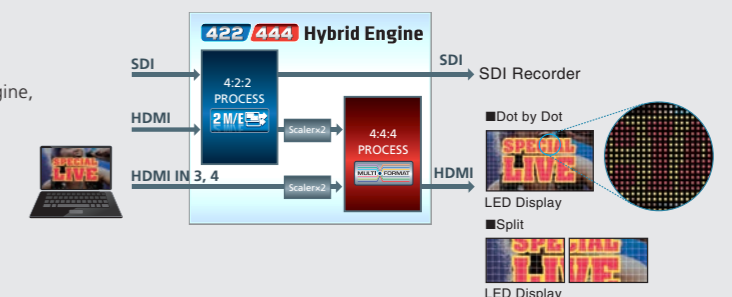 422/444 Hybrid Engine
gine,
SDI
4:2:2
PROCESS
2 M/E
SDI
SDI Recorder
HDMI
Scaler×2
4:4:4
PROCESS
MULTI FORMAT
HDMI IN 3, 4
Scaler×2
HDMI
SPECIAL
LIVE
■Dot by Dot
SPECIAL
LIVE
LED Display
■Split
SPECIAL
LIVE
LED Display